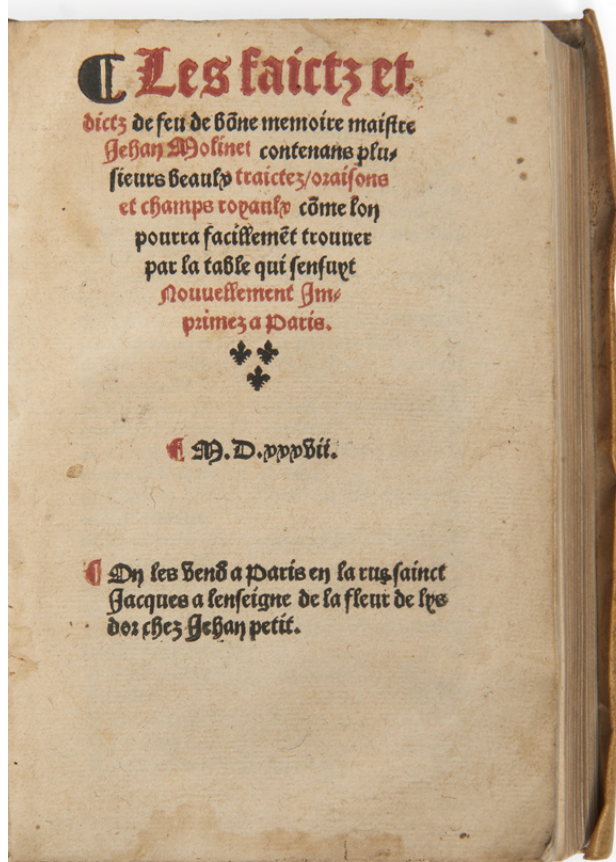 ¶ Les faictz et
dictz de feu de bõne memoire maistre
Jehan Molinet contenans plu⸗
sieurs beaulx traictez/oraisons
et champs royaulx cõme lon
pourra facillemẽt trouuer
par la table qui sensuyt
Nouuellement Im⸗
primez a Paris.
¶ M.D.xxxvii.
¶ On les vend a Paris en la rue sainct
Jacques a lenseigne de la fleur de lys
dor chez Jehan petit.